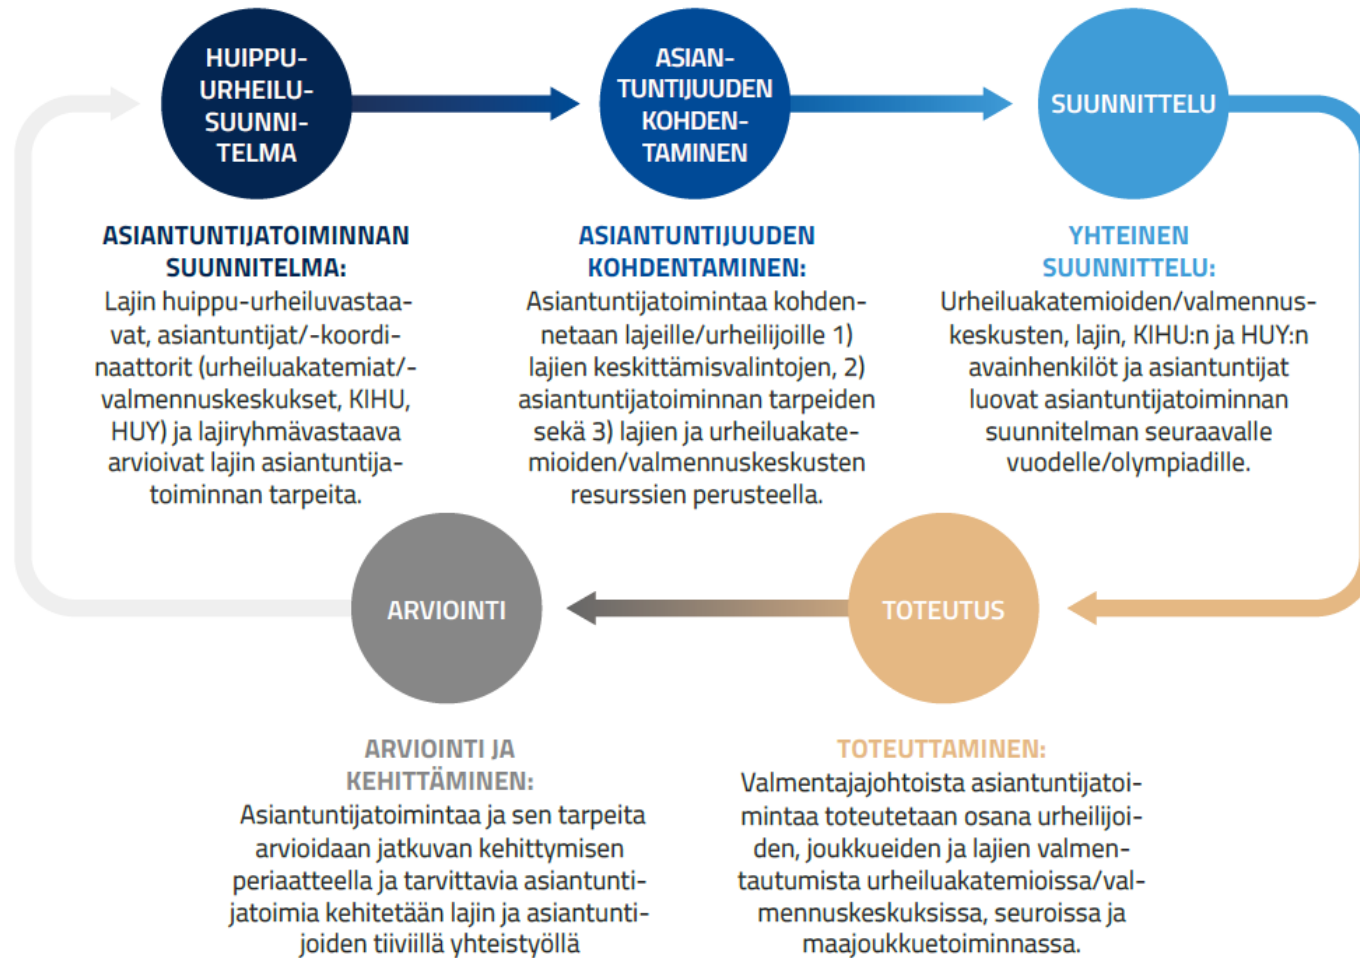 HUIPPU-
URHEILU-
SUUNNI-
TELMA
ASIAN-
TUNTIJUUDEN
KOHDEN-
TAMINEN
SUUNNITTELU
ASIANTUNTIJATOIMINNAN
SUUNNITELMA:
Lajin huippu-urheiluvastaa-
vat, asiantuntijat/-koordi-
naattorit (urheiluakatemiat/-
valmennuskeskukset, KIHU,
HUY) ja lajiryhmävastaava
arvioivat lajin asiantuntija-
toiminnan tarpeita.
ASIANTUNTIJUUDEN
KOHDENTAMINEN:
Asiantuntijatoimintaa kohden-
netaan lajeille/urheilijoille 1)
lajien keskittämisvalintojen, 2)
asiantuntijatoiminnan tarpeiden
sekä 3) lajien ja urheiluakate-
mioiden/valmennuskeskusten
resurssien perusteella.
YHTEINEN
SUUNNITTELU:
Urheiluakatemioiden/valmennus-
keskusten, lajin, KIHU:n ja HUY:n
avainhenkilöt ja asiantuntijat
luovat asiantuntijatoiminnan
suunnitelman seuraavalle
vuodelle/olympiadille.
ARVIOINTI
TOTEUTUS
ARVIOINTI JA
KEHITTÄMINEN:
Asiantuntijatoimintaa ja sen tarpeita
arvioidaan jatkuvan kehittymisen
periaatteella ja tarvittavia asiantunti-
jatoimia kehitetään lajin ja asiantunti-
joiden tiiviillä yhteistyöllä
TOTEUTTAMINEN:
Valmentajajohtoista asiantuntijatoi-
mintaa toteutetaan osana urheilijoi-
den, joukkueiden ja lajien valmen-
tautumista urheiluakatemioissa/val-
mennuskeskuksissa, seuroissa ja
maajoukkuetoiminnassa.